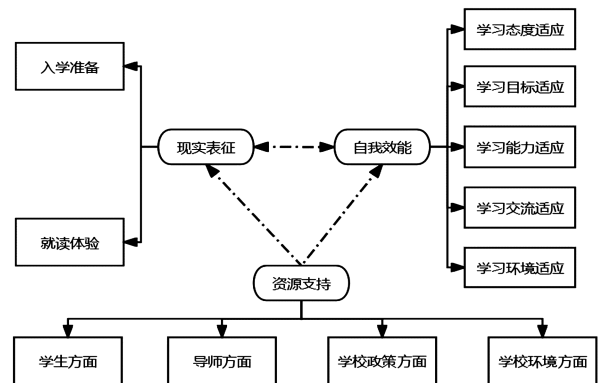 学习态度适应
入学准备
学习目标适应
现实表征
自我效能
学习能力适应
学习交流适应
就读体验
学习环境适应
资源支持
学生方面
导师方面
学校政策方面
学校环境方面